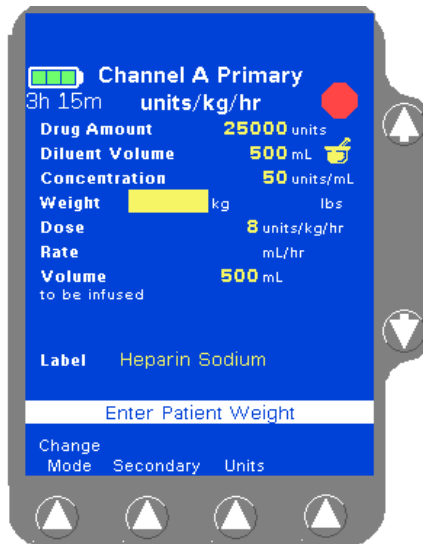 Channel A Primary
3h 15m units/kg/hr
Drug Amount 25000 units
Diluent Volume 500 mL
Concentration 50 units/mL
Weight kg lbs
Dose 8 units/kg/hr
Rate mL/hr
Volume 500 mL
to be infused
Label Heparin Sodium
Enter Patient Weight
Change
Mode Secondary Units